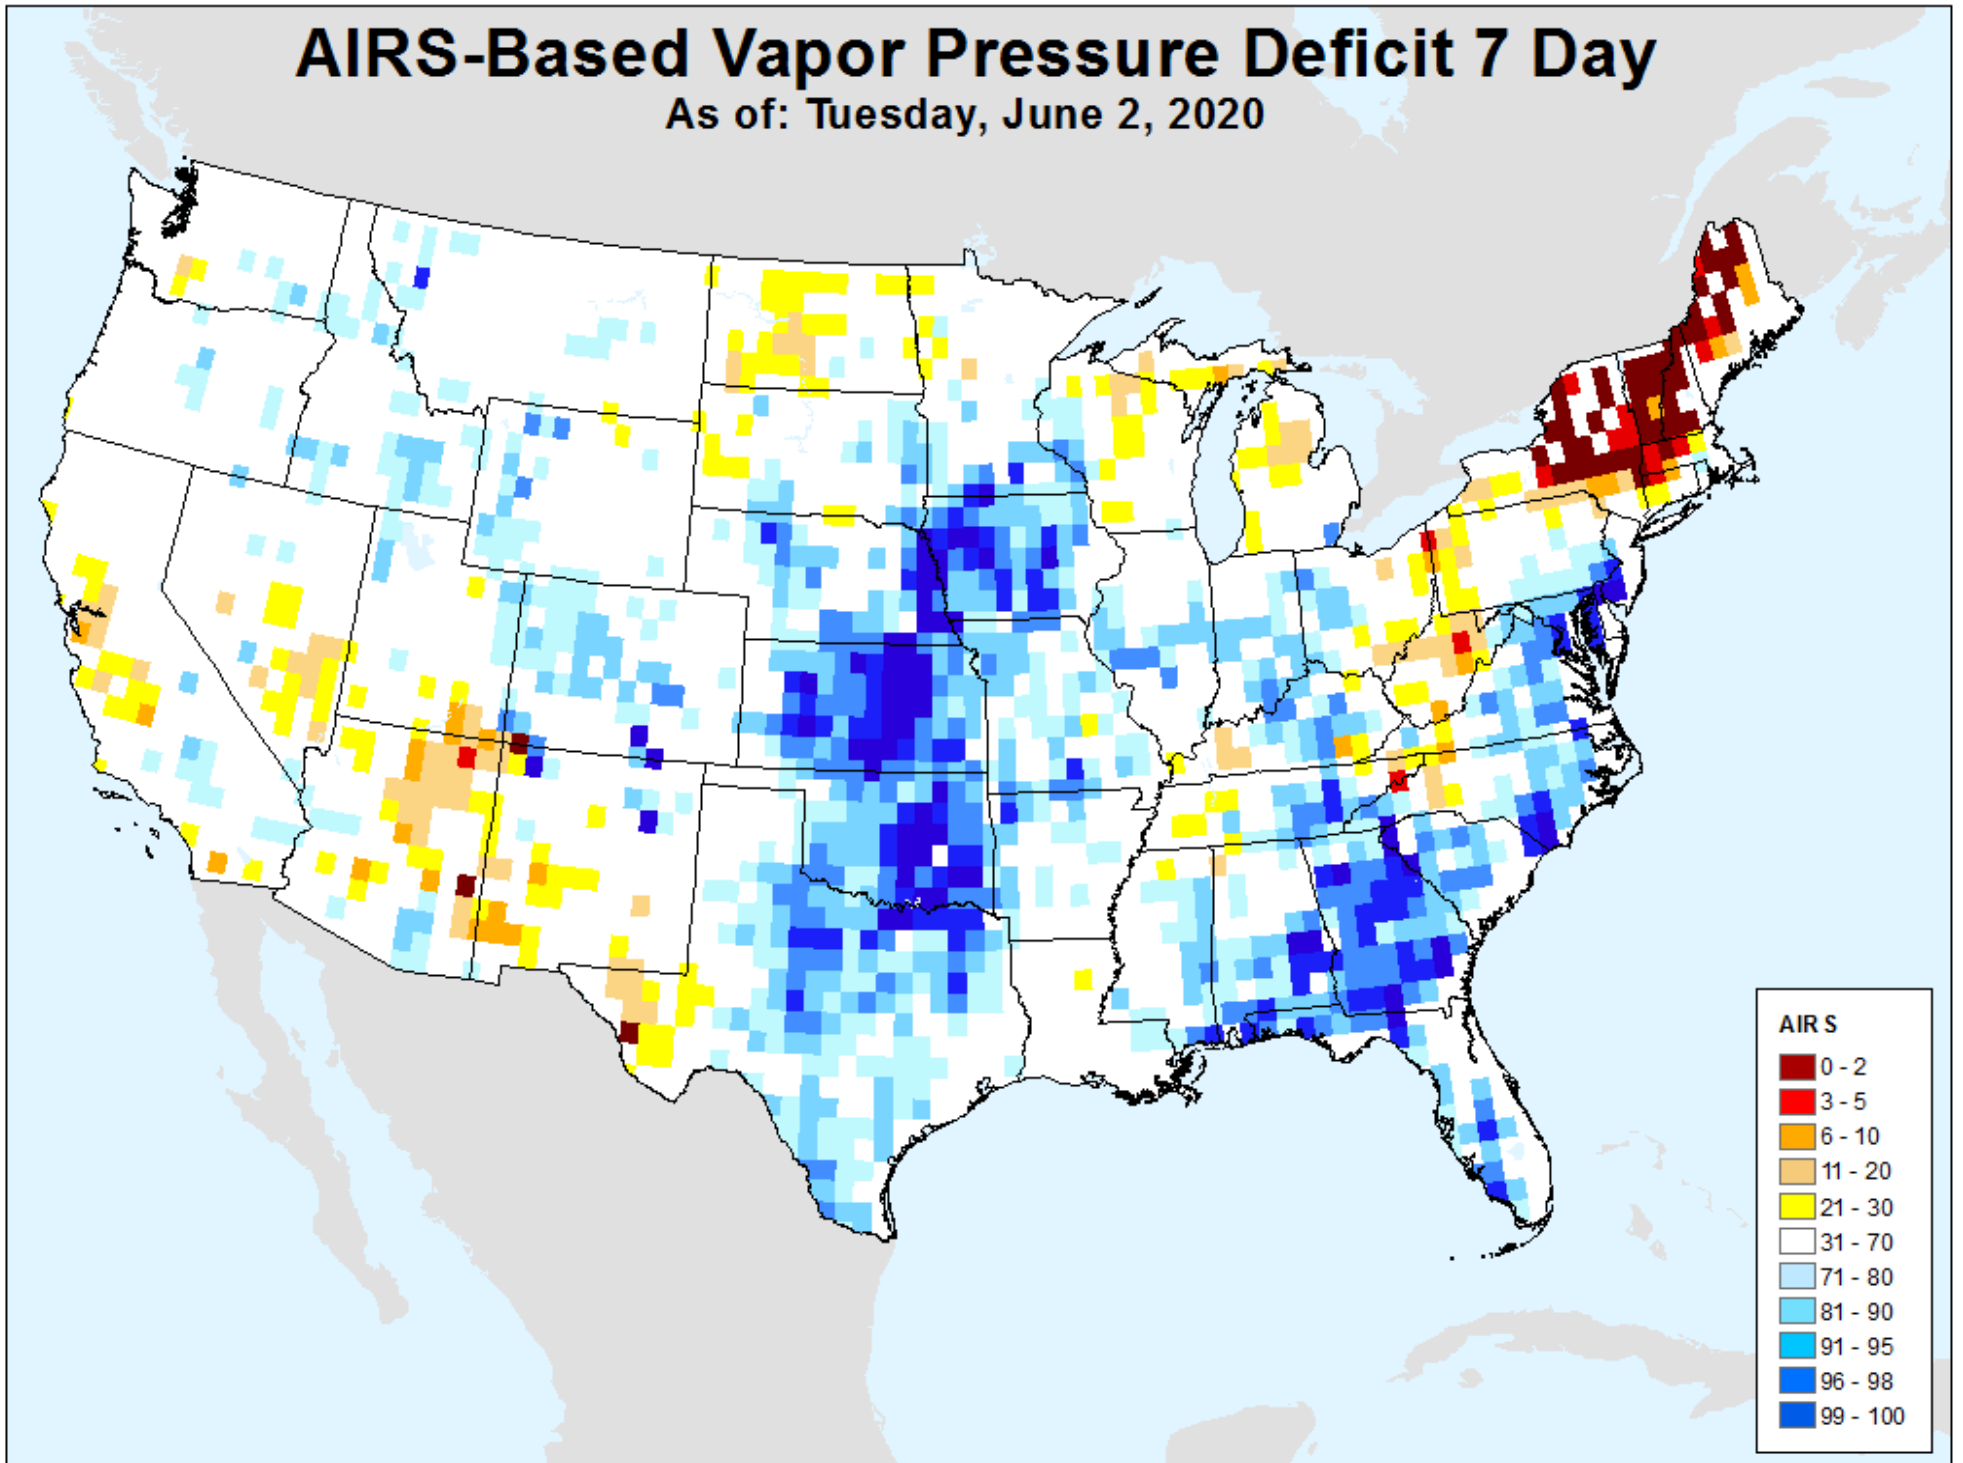 AIRS-Based Vapor Pressure Deficit 7 Day
As of: Tuesday, June 2, 2020
AIRS
0 - 2
3 - 5
6 - 10
11 - 20
21 - 30
31 - 70
71 - 80
81 - 90
91 - 95
96 - 98
99 - 100